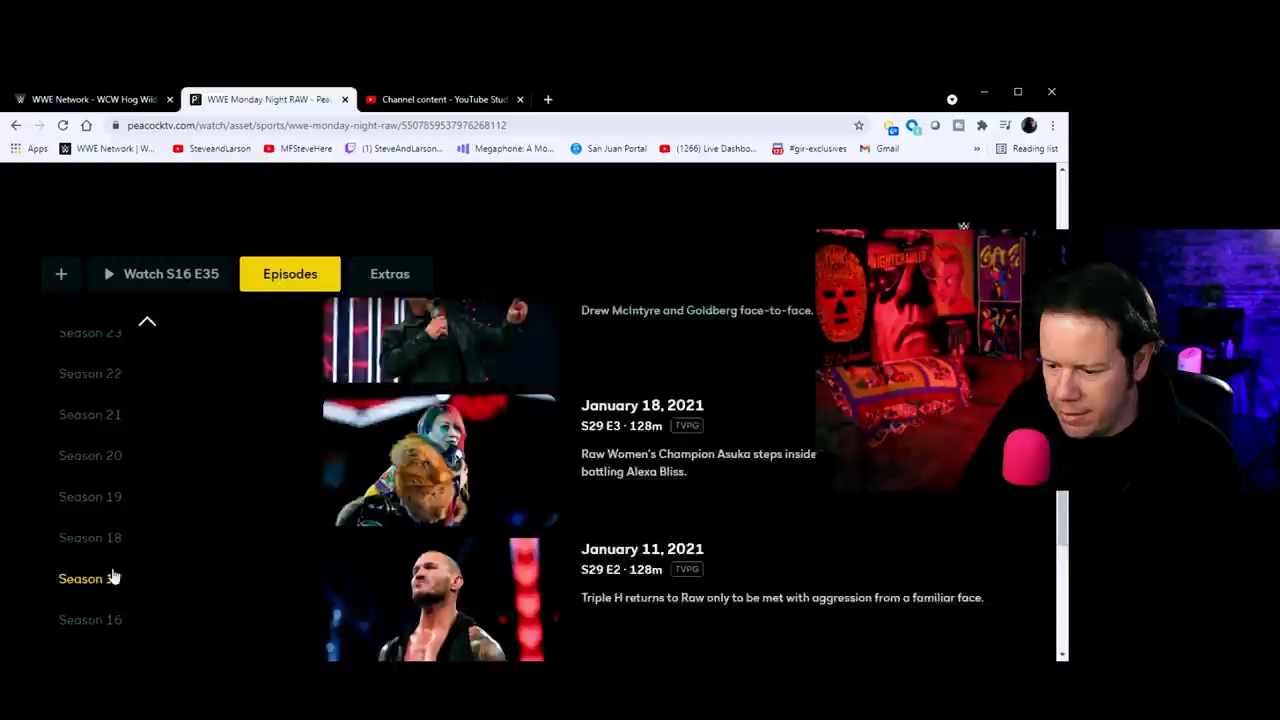 WWE Network - WCW Hog Wild
WWE Monday Night RAW - Pea
Channel content - YouTube Stud
peacocktv.com/watch/asset/sports/wwe-monday-night-raw/5507859537976268112
Apps
WWE Network | W...
SteveandLarson
MFSteveHere
(1) SteveAndLarson...
Megaphone: A Mo...
San Juan Portal
(1266) Live Dashbo...
#gir-exclusives
Gmail
»
Reading list
+
Watch S16 E35
Episodes
Extras
Season 23
Season 22
Season 21
Season 20
Season 19
Season 18
Season
Season 16
Drew McIntyre and Goldberg face-to-face.
January 18, 2021
S29 E3 · 128m TVPG
Raw Women's Champion Asuka steps inside
battling Alexa Bliss.
January 11, 2021
S29 E2 · 128m TVPG
Triple H returns to Raw only to be met with aggression from a familiar face.
NIGHTCRAWLER